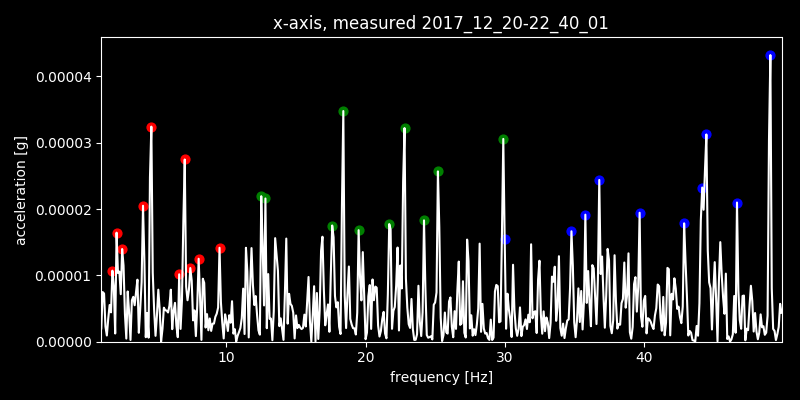 x-axis, measured 2017_12_20-22_40_01
acceleration [g]
0.00004
0.00003
0.00002
0.00001
0.00000
10 20 30 40
frequency [Hz]